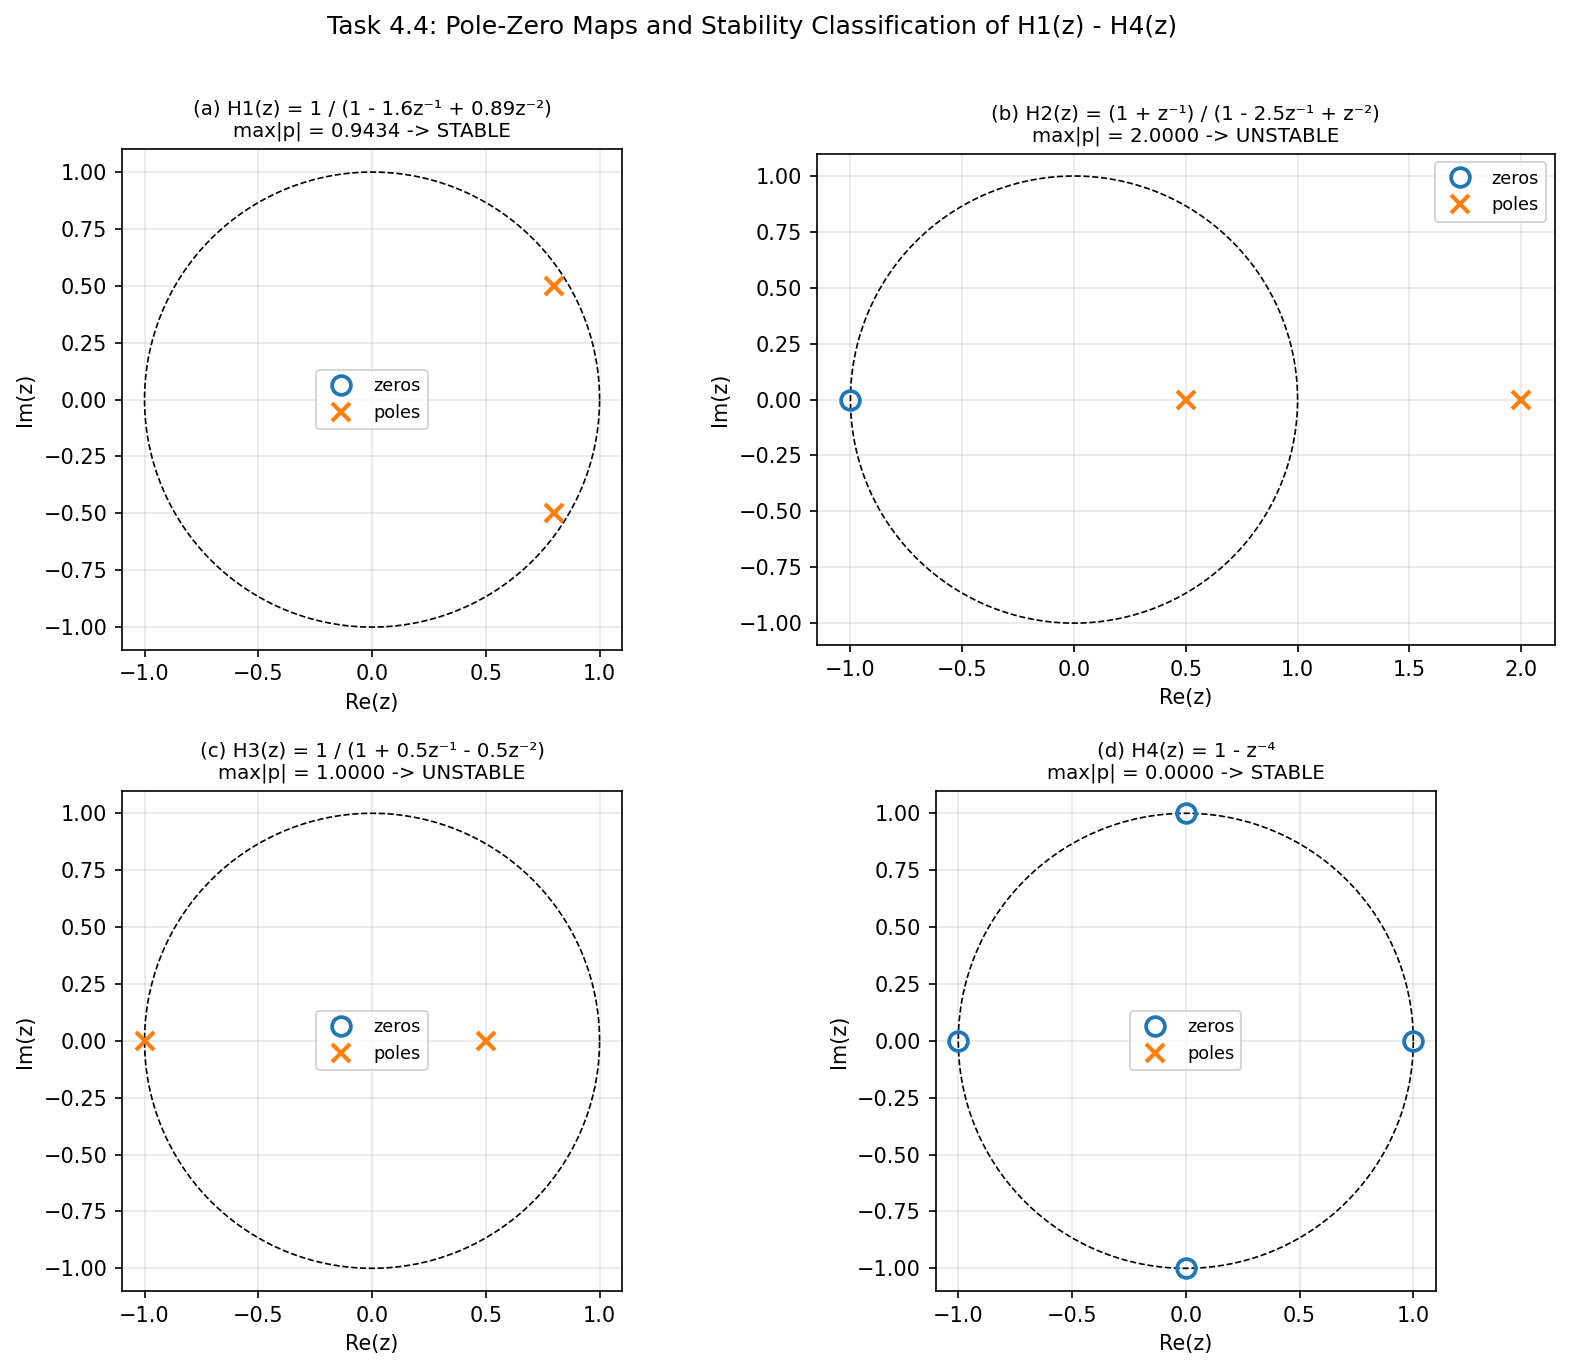 Task 4.4: Pole-Zero Maps and Stability Classification of H1(z) - H4(z)
(a) H1(z) = 1 / (1 - 1.6z⁻¹ + 0.89z⁻²)
max|p| = 0.9434 -> STABLE
1.00
0.75
0.50
0.25
0.00
−0.25
−0.50
−0.75
−1.00
Im(z)
zeros
poles
−1.0 −0.5 0.0 0.5 1.0
Re(z)
(b) H2(z) = (1 + z⁻¹) / (1 - 2.5z⁻¹ + z⁻²)
max|p| = 2.0000 -> UNSTABLE
zeros
poles
1.00
0.75
0.50
0.25
0.00
−0.25
−0.50
−0.75
−1.00
Im(z)
−1.0 −0.5 0.0 0.5 1.0 1.5 2.0
Re(z)
(c) H3(z) = 1 / (1 + 0.5z⁻¹ - 0.5z⁻²)
max|p| = 1.0000 -> UNSTABLE
1.00
0.75
0.50
0.25
0.00
−0.25
−0.50
−0.75
−1.00
Im(z)
zeros
poles
−1.0 −0.5 0.0 0.5 1.0
Re(z)
(d) H4(z) = 1 - z⁻⁴
max|p| = 0.0000 -> STABLE
1.00
0.75
0.50
0.25
0.00
−0.25
−0.50
−0.75
−1.00
Im(z)
zeros
poles
−1.0 −0.5 0.0 0.5 1.0
Re(z)